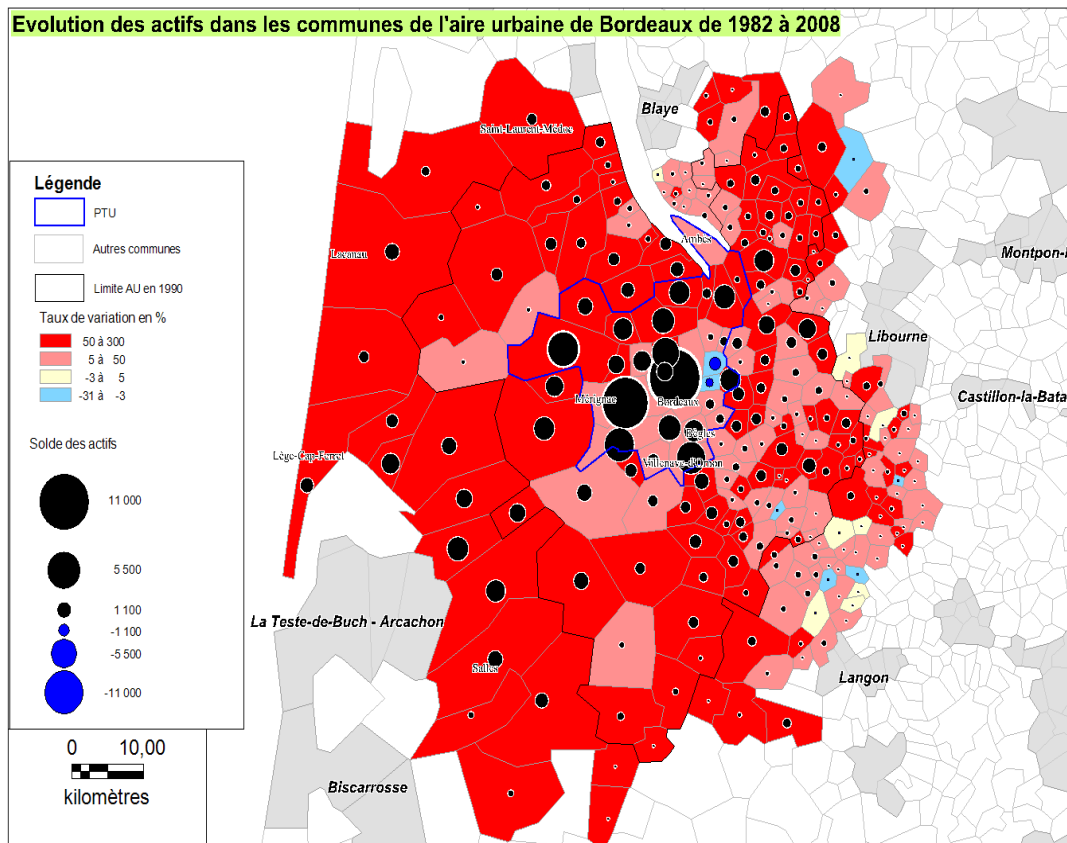 Evolution des actifs dans les communes de l'aire urbaine de Bordeaux de 1982 à 2008
Blaye
Saint-Laurent-Médoc
Légende
PTU
Autres communes
Limite AU en 1990
Taux de variation en %
50 à 300
5 à 50
-3 à 5
-31 à -3
Solde des actifs
11 000
5 500
1 100
-1 100
-5 500
-11 000
0 10,00
kilomètres
Ambès
Lacanau
Montpon-
Libourne
Castillon-la-Bata
Mérignac
Bordeaux
Bègles
Villenave-d'Ornon
Lège-Cap-Ferret
La Teste-de-Buch - Arcachon
Salles
Langon
Biscarrosse